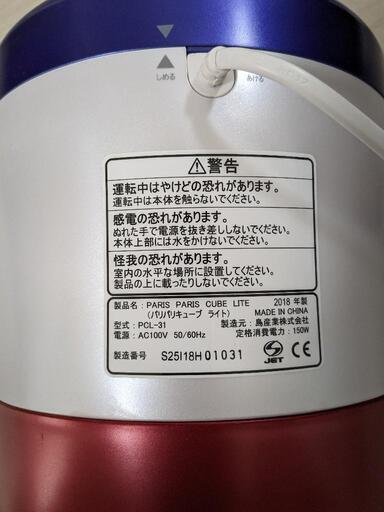 しめる あける
⚠警告
運転中はやけどの恐れがあります。
運転中は本体を触らないでください。
感電の恐れがあります。
ぬれた手で電源を抜き差ししないでください。
本体上部には水をかけないでください。
怪我の恐れがあります。
室内の水平な場所に設置してください。
製品の上に載ったりしないでください。
製品名:PARIS PARIS CUBE LITE 2018 年製
(パリパリキューブ ライト) MADE IN CHINA
型式:PCL-31 製造元:島産業株式会社
電源:AC100V 50/60Hz 定格消費電力:150W
製造番号 S25I18H01031
JET